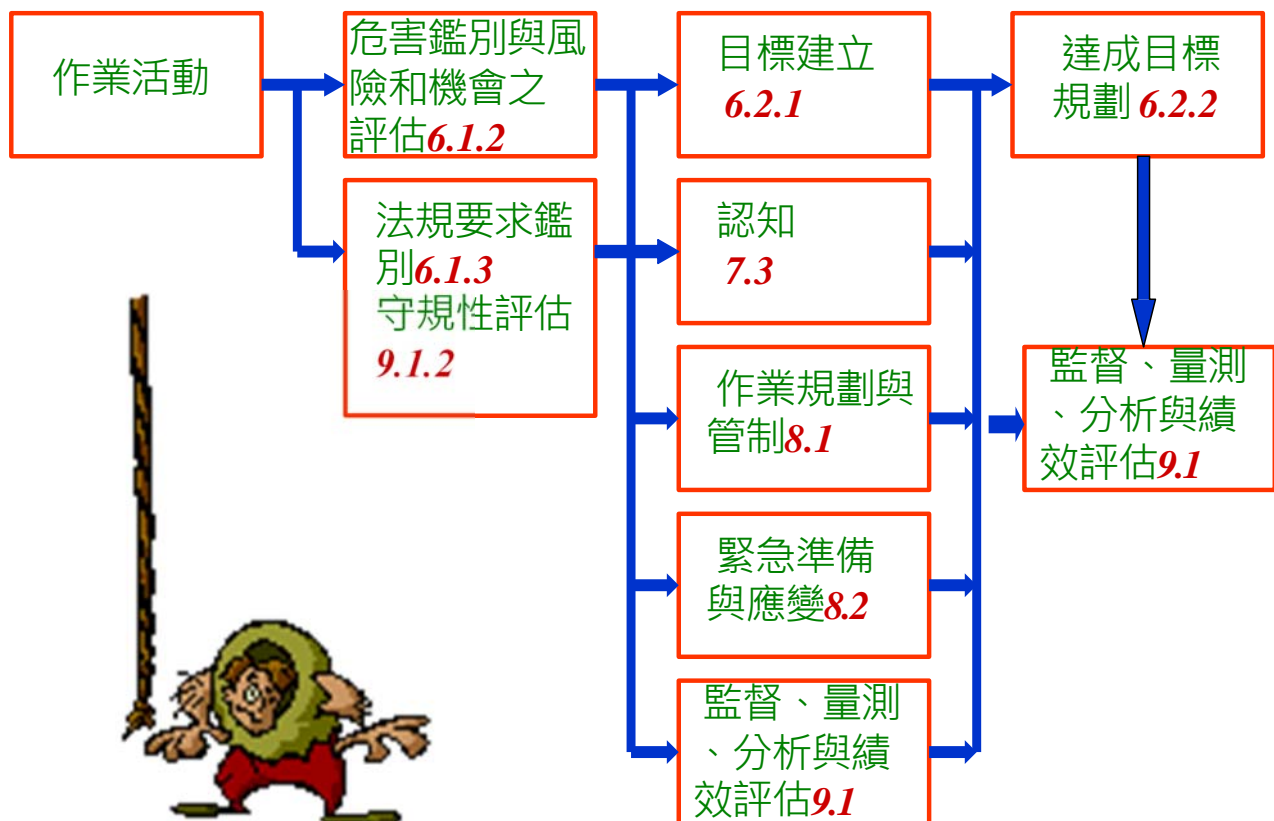 作業活動
危害鑑別與風
險和機會之
評估6.1.2
法規要求鑑
別6.1.3
守規性評估
9.1.2
目標建立
6.2.1
認知
7.3
作業規劃與
管制8.1
緊急準備
與應變8.2
監督、量測
、分析與績
效評估9.1
達成目標
規劃 6.2.2
監督、量測
、分析與績
效評估9.1